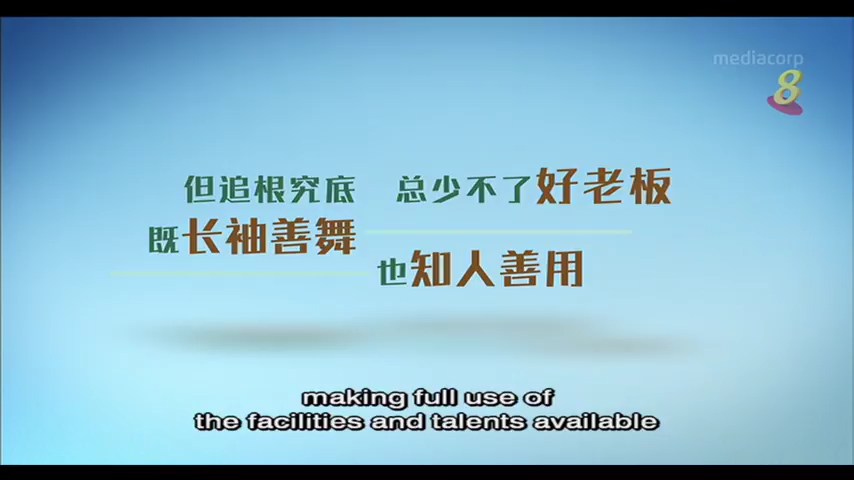 mediacorp
8
但追根究底 总少不了好老板
既长袖善舞
也知人善用
making full use of
the facilities and talents available